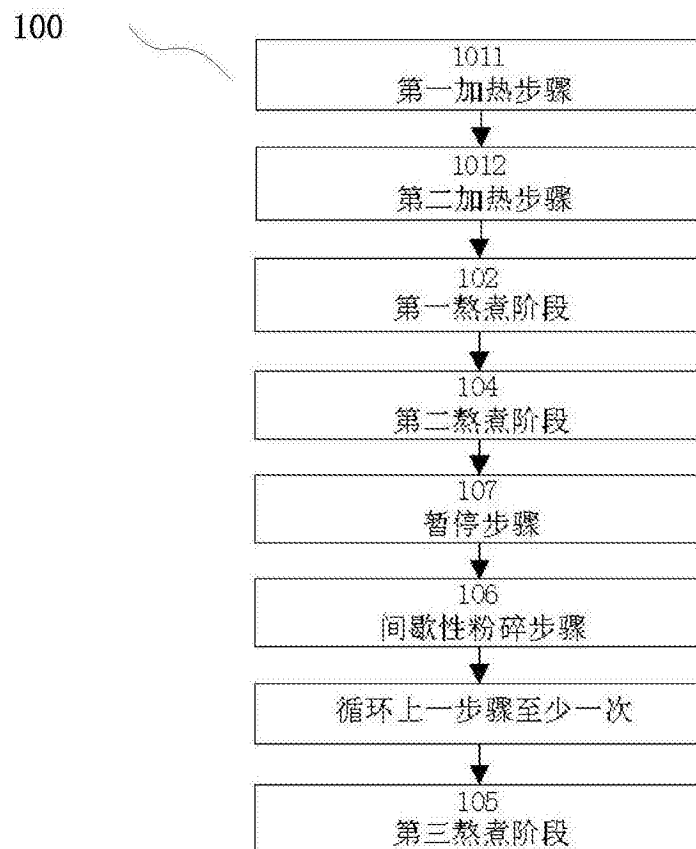 100
1011
第一加热步骤
1012
第二加热步骤
102
第一熬煮阶段
104
第二熬煮阶段
107
暂停步骤
106
间歇性粉碎步骤
循环上一步骤至少一次
105
第三熬煮阶段